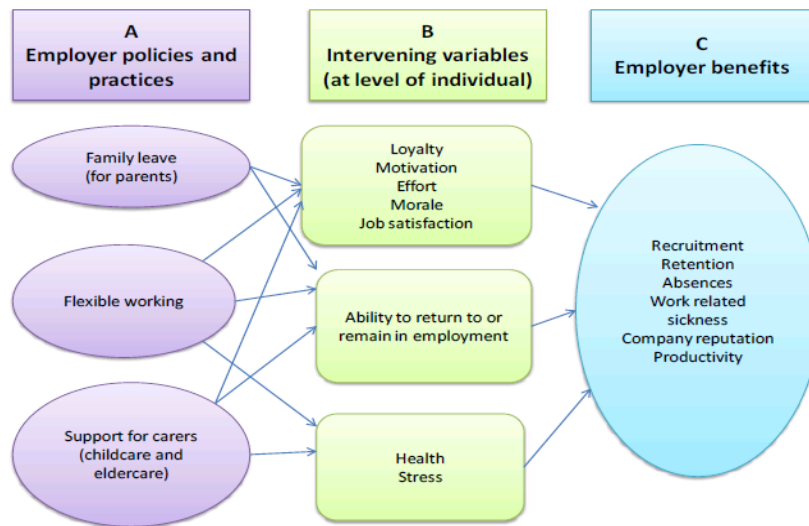 A
Employer policies and
practices
B
Intervening variables
(at level of individual)
C
Employer benefits
Family leave
(for parents)
Flexible working
Support for carers
(childcare and
eldercare)
Loyalty
Motivation
Effort
Morale
Job satisfaction
Ability to return to or
remain in employment
Health
Stress
Recruitment
Retention
Absences
Work related
sickness
Company reputation
Productivity